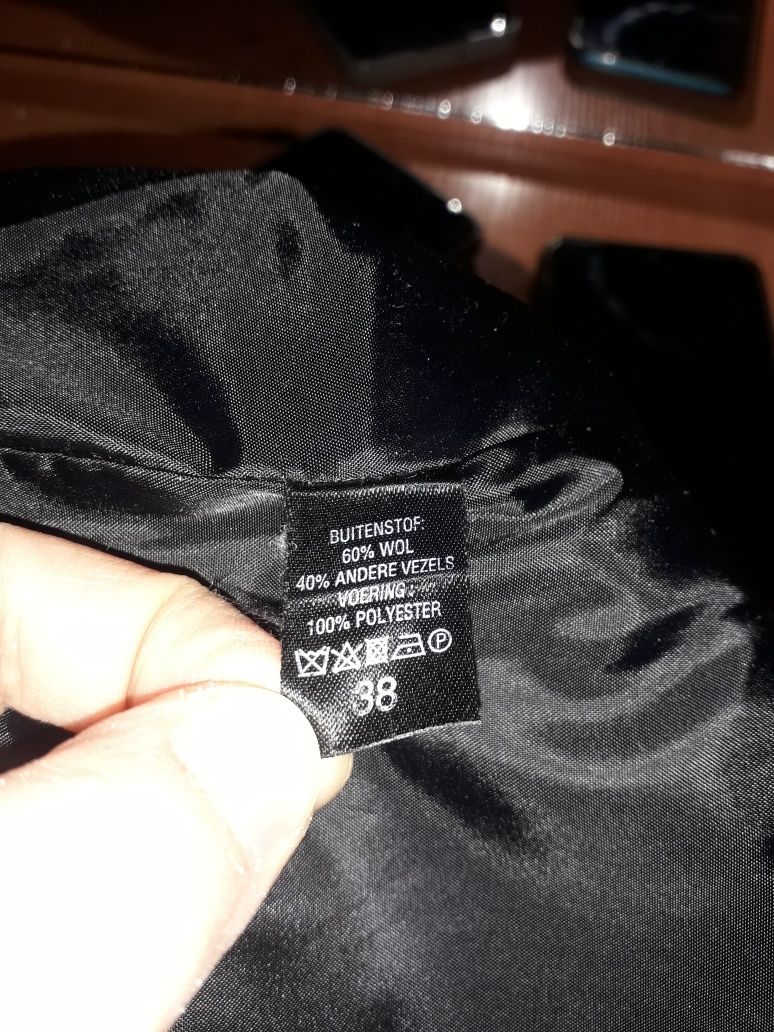 BUITENSTOF:
60% WOL
40% ANDERE VEZELS
VOERING:
100% POLYESTER
P
38